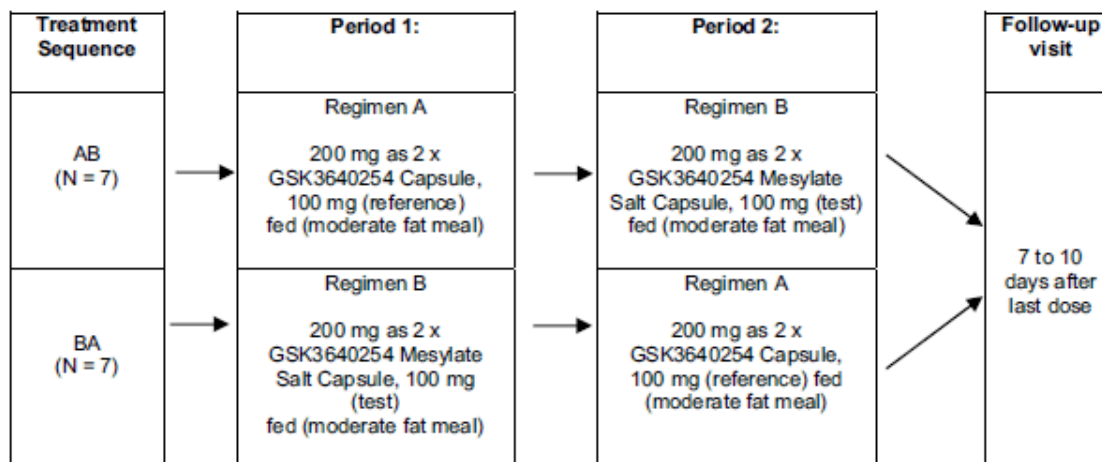 Treatment
Sequence
Period 1:
Period 2:
Follow-up
visit
AB
(N = 7)
Regimen A
200 mg as 2 x
GSK3640254 Capsule,
100 mg (reference)
fed (moderate fat meal)
Regimen B
200 mg as 2 x
GSK3640254 Mesylate
Salt Capsule, 100 mg (test)
fed (moderate fat meal)
BA
(N = 7)
Regimen B
200 mg as 2 x
GSK3640254 Mesylate
Salt Capsule, 100 mg
(test)
fed (moderate fat meal)
Regimen A
200 mg as 2 x
GSK3640254 Capsule,
100 mg (reference) fed
(moderate fat meal)
7 to 10
days after
last dose